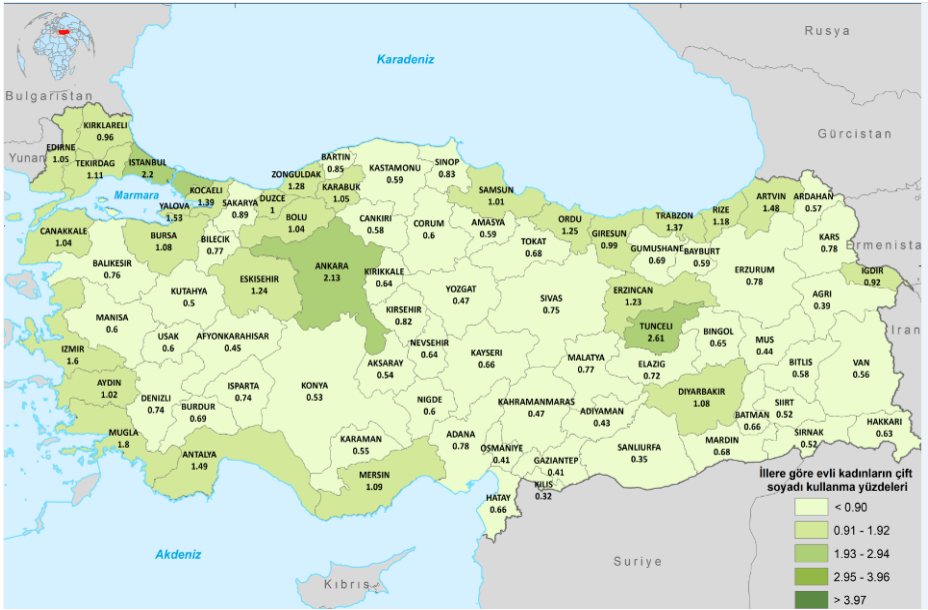 Rusya
Karadeniz
Bulgaristan
Gürcistan
KIRKLARELI
0.96
EDIRNE
1.05
Yunan
TEKIRDAG
1.11
ISTANBUL
2.2
Marmara
KOCAELI
1.39
YALOVA
1.53
SAKARYA
0.89
DUZCE
1
ZONGULDAK
1.28
BARTIN
0.85
KARABUK
1.05
KASTAMONU
0.59
SINOP
0.83
SAMSUN
1.01
ORDU
1.25
GIRESUN
0.99
TRABZON
1.37
RIZE
1.18
ARTVIN
1.48
ARDAHAN
0.57
KARS
0.78
Ermenista
IGDIR
0.92
CANAKKALE
1.04
BURSA
1.08
BILECIK
0.77
BOLU
1.04
CANKIRI
0.58
CORUM
0.6
AMASYA
0.59
TOKAT
0.68
GUMUSHANE
0.69
BAYBURT
0.59
ERZURUM
0.78
AGRI
0.39
BALIKESIR
0.76
KUTAHYA
0.5
ESKISEHIR
1.24
ANKARA
2.13
KIRIKKALE
0.64
YOZGAT
0.47
SIVAS
0.75
ERZINCAN
1.23
TUNCELI
2.61
BINGOL
0.65
MUS
0.44
Iran
MANISA
0.6
USAK
0.6
AFYONKARAHISAR
0.45
KIRSEHIR
0.82
NEVSEHIR
0.64
KAYSERI
0.66
MALATYA
0.77
ELAZIG
0.72
BITLIS
0.58
VAN
0.56
IZMIR
1.6
AYDIN
1.02
DENIZLI
0.74
BURDUR
0.69
ISPARTA
0.74
KONYA
0.53
AKSARAY
0.54
NIGDE
0.6
KAHRAMANMARAS
0.47
ADIYAMAN
0.43
DIYARBAKIR
1.08
BATMAN
0.66
SIIRT
0.52
SIRNAK
0.52
HAKKARI
0.63
MUGLA
1.8
ANTALYA
1.49
KARAMAN
0.55
MERSIN
1.09
ADANA
0.78
OSMANIYE
0.41
GAZIANTEP
0.41
KILIS
0.32
SANLIURFA
0.35
MARDIN
0.68
HATAY
0.66
Akdeniz
Kıbrıs
Suriye
İllere göre evli kadınların çift
soyadı kullanma yüzdeleri
< 0.90
0.91 - 1.92
1.93 - 2.94
2.95 - 3.96
> 3.97